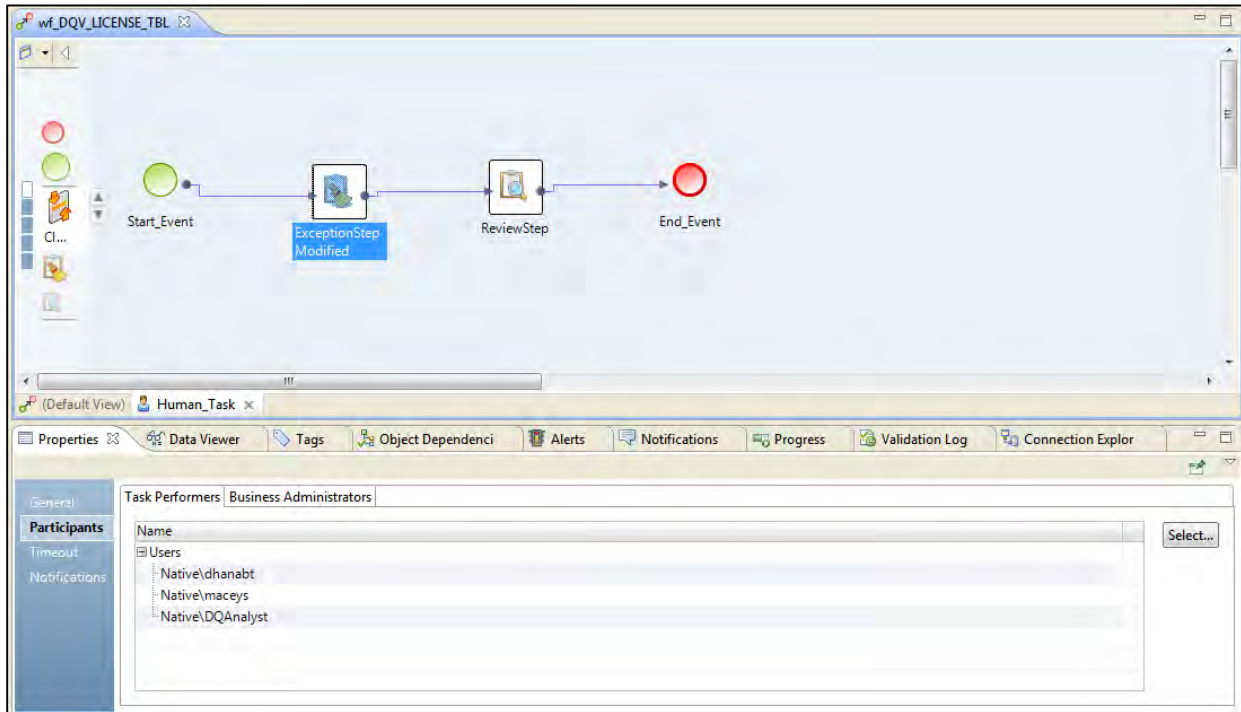 wf_DQV_LICENSE_TBL
Cl...
Start_Event
ExceptionStep
Modified
ReviewStep
End_Event
(Default View) Human_Task
Properties Data Viewer Tags Object Dependenci Alerts Notifications Progress Validation Log Connection Explor
General
Participants
Timeout
Notifications
Task Performers Business Administrators
Name
Select...
Users
Native\dhanabt
Native\maceys
Native\DQAnalyst